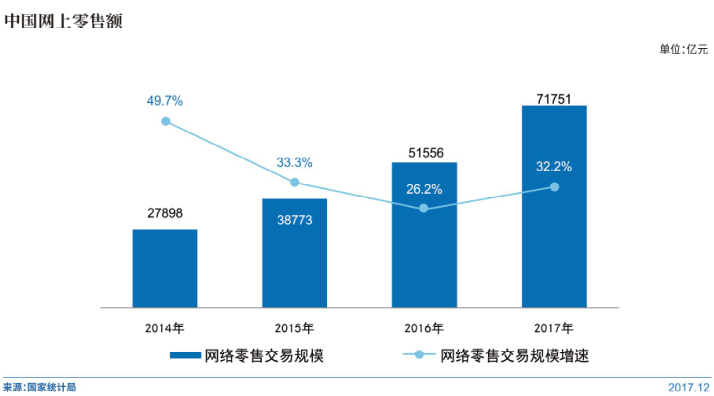 中国网上零售额
单位:亿元
71751
49.7%
51556
33.3%
32.2%
26.2%
27898
38773
2014年 2015年 2016年 2017年
网络零售交易规模 网络零售交易规模增速
来源:国家统计局 2017.12